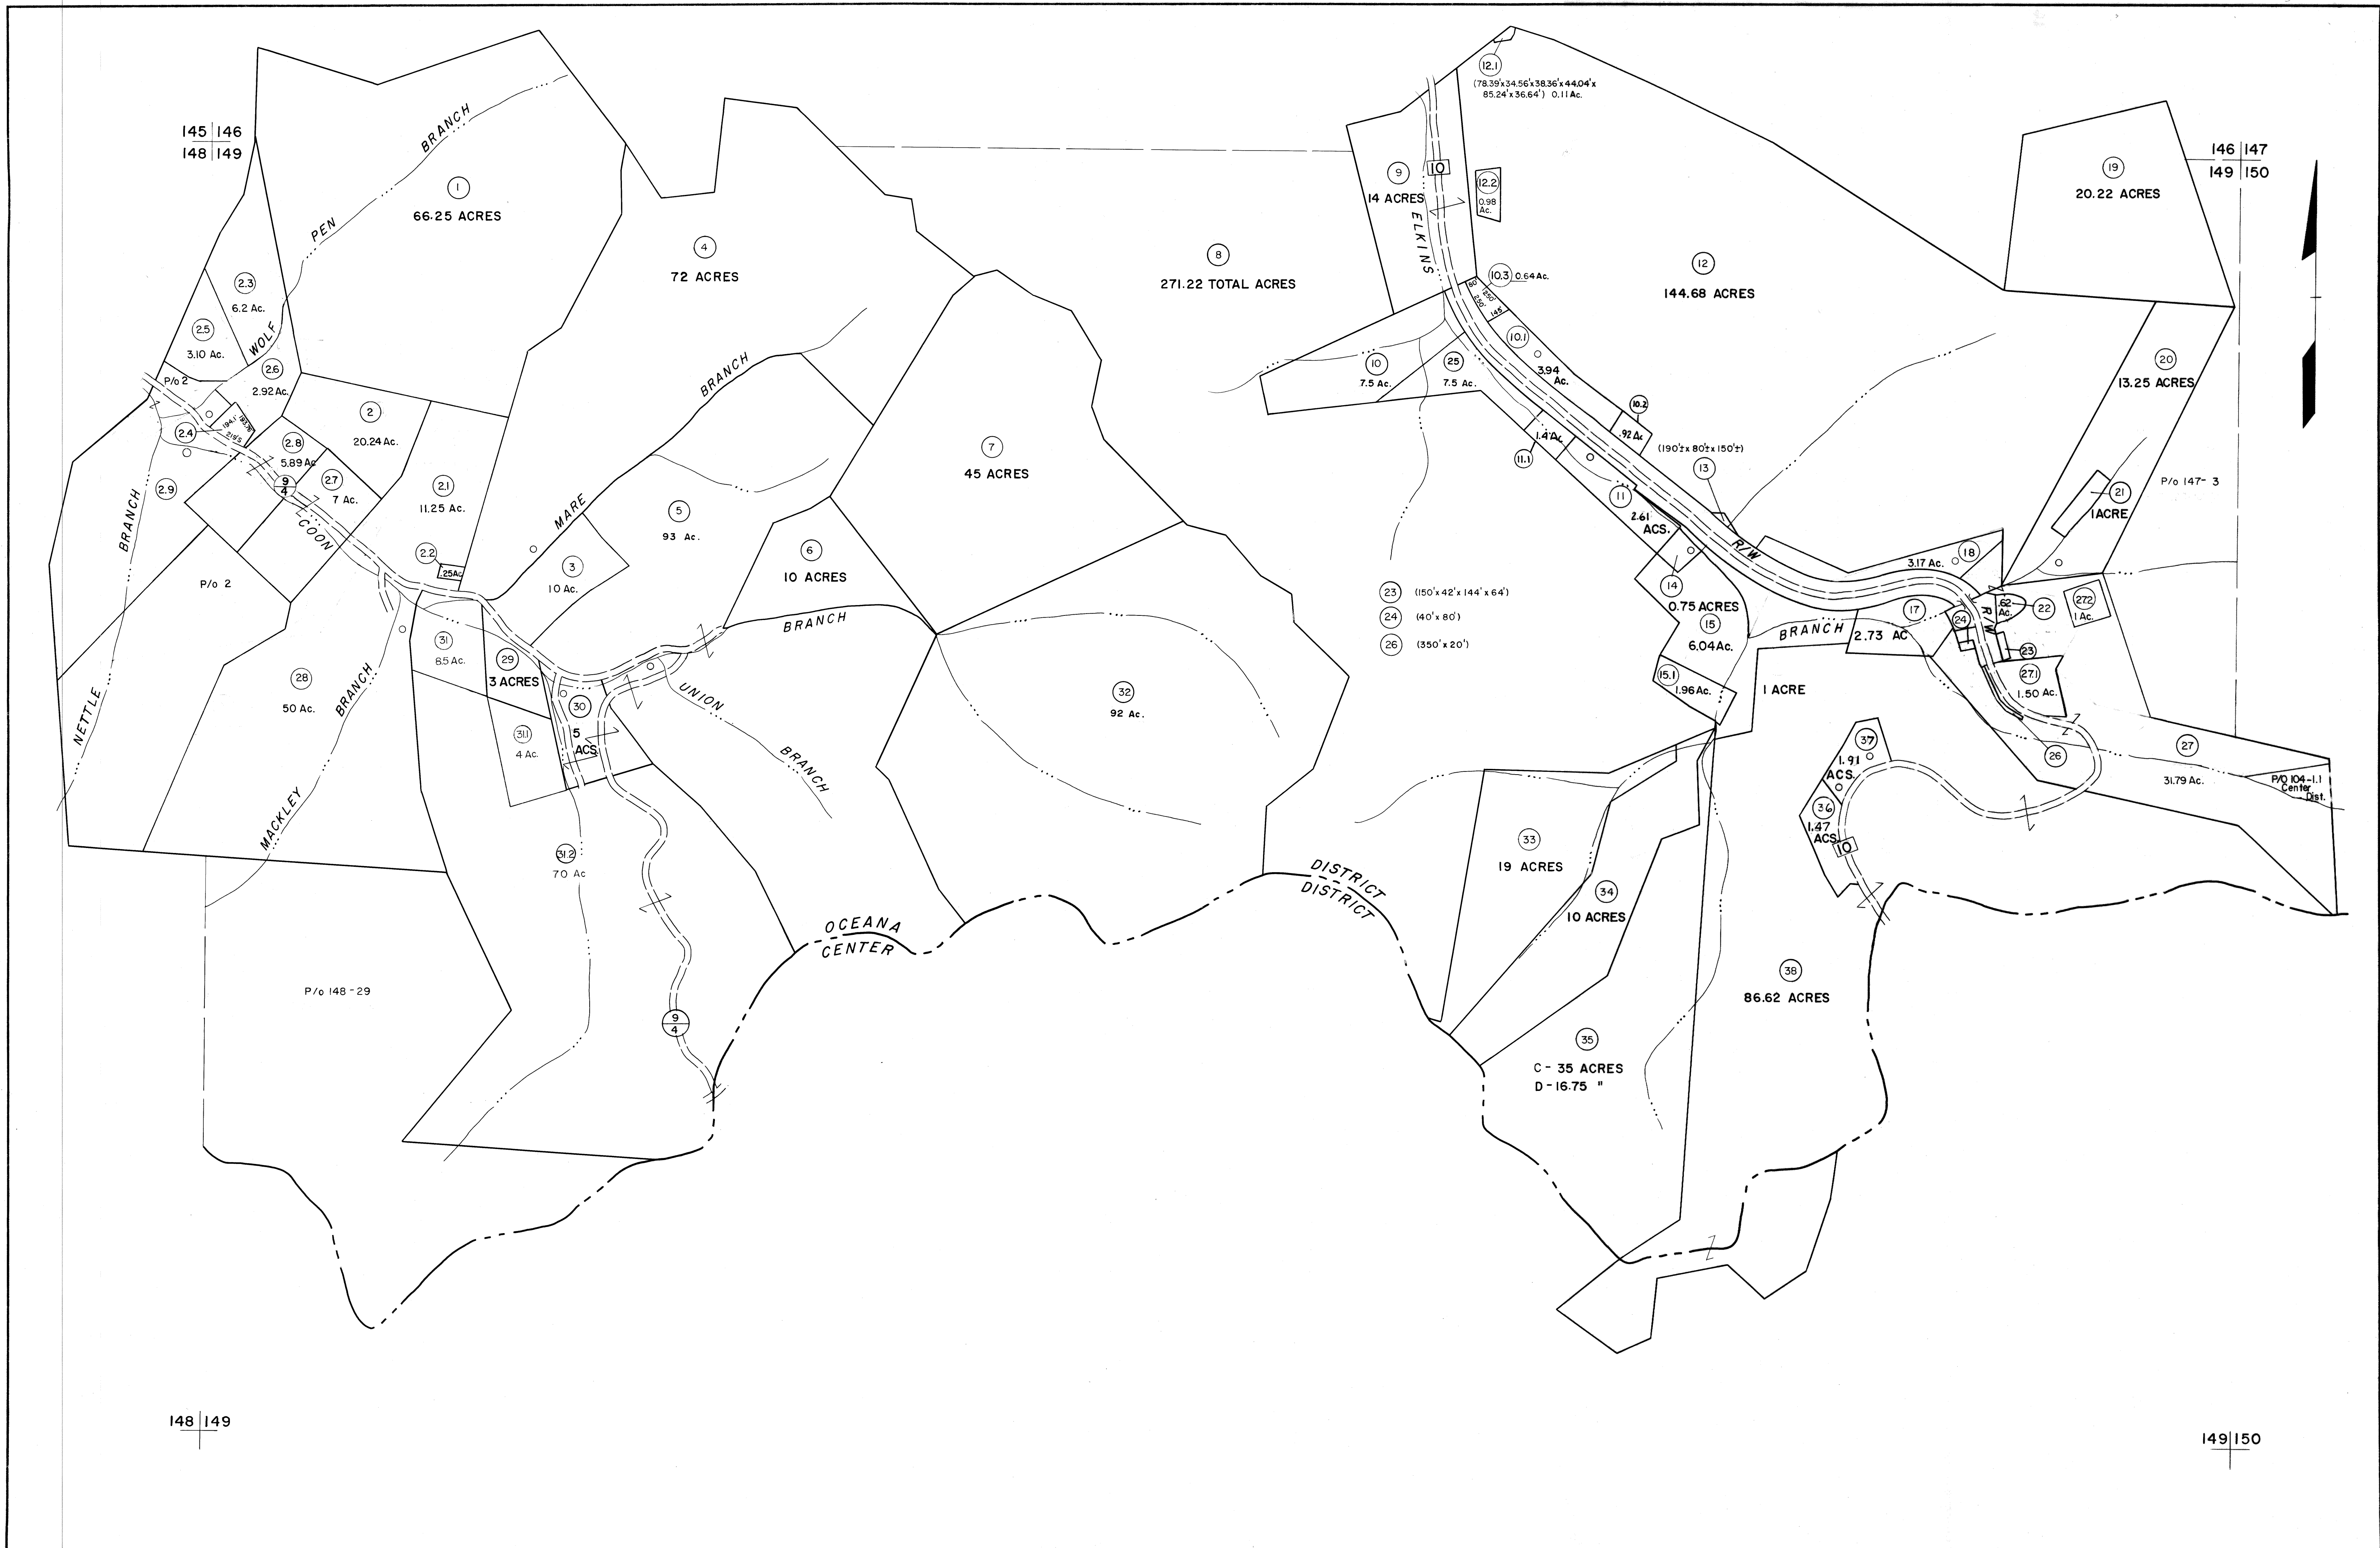 145 146
148 149
BRANCH
PEN
WOLF
1
66.25 ACRES
4
72 ACRES
8
271.22 TOTAL ACRES
12.1
(78.39'x34.56'x38.36'x44.04'x
85.24'x36.64') 0.11 Ac.
9
14 ACRES
10
ELKINS
12.2
0.98
Ac.
12
144.68 ACRES
19
20.22 ACRES
146 147
149 150
2.3
6.2 Ac.
2.5
3.10 Ac.
2.6
2.92 Ac.
P/o 2
2.4
194.1'
193.76
219.5
2
20.24 Ac.
2.8
5.89 Ac
2.7
7 Ac.
9
4
COON
2.9
2.1
11.25 Ac.
2.2
.25Ac
P/o 2
BRANCH
NETTLE
MARE
BRANCH
3
10 Ac.
5
93 Ac.
6
10 ACRES
7
45 ACRES
BRANCH
10.3 0.64 Ac.
80'
250'
250'
145'
10.1
3.94
Ac.
10
7.5 Ac.
25
7.5 Ac.
10.2
.92 Ac
1.4 Ac.
11.1
(190'± x 80'± x 150'±)
13
11
2.61
ACS.
R/W
14
0.75 ACRES
15
6.04 Ac.
15.1
1.96 Ac.
1 ACRE
BRANCH
18
3.17 Ac.
17
2.73 AC
20
13.25 ACRES
21
1 ACRE
P/o 147-3
.62
Ac.
22
272
1 Ac.
24
R/W
23
27.1
1.50 Ac.
26
27
31.79 Ac.
P/O 104-1.1
Center
Dist.
23 (150'x 42'x 144'x 64')
24 (40'x 80')
26 (350'x 20')
28
50 Ac.
BRANCH
MACKLEY
31
8.5 Ac.
29
3 ACRES
31.1
4 Ac.
30
5
ACS.
UNION
BRANCH
31.2
70 Ac
9
4
32
92 Ac.
33
19 ACRES
34
10 ACRES
35
C - 35 ACRES
D - 16.75 "
37
1.91
ACS.
36
1.47
ACS.
10
38
86.62 ACRES
OCEANA
CENTER
DISTRICT
DISTRICT
P/o 148-29
148 149
149 150